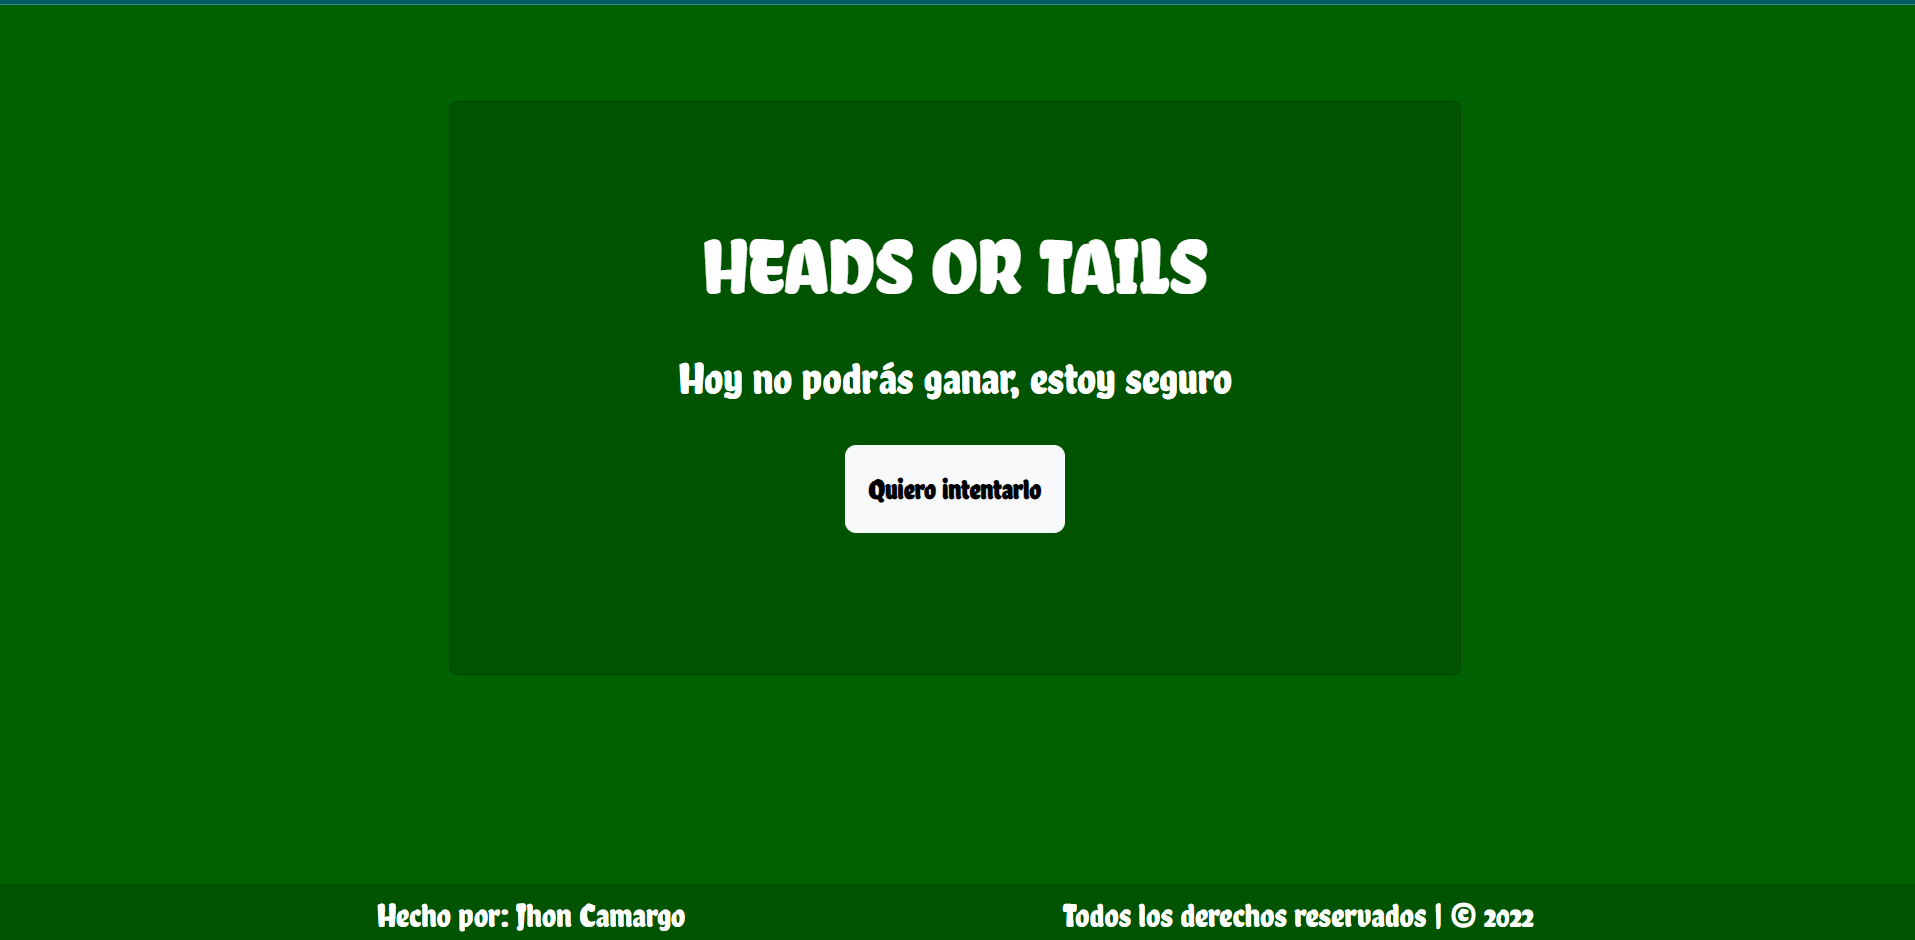 HEADS OR TAILS
Hoy no podrás ganar, estoy seguro
Quiero intentarlo
Hecho por: Jhon Camargo
Todos los derechos reservados | © 2022